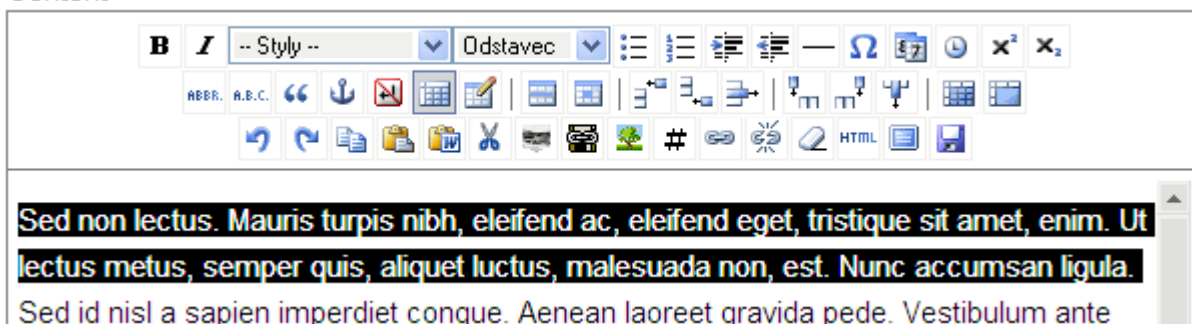 B I -- Styly -- Odstavec Ω x² x₂
ABBR. A.B.C.
# HTML
Sed non lectus. Mauris turpis nibh, eleifend ac, eleifend eget, tristique sit amet, enim. Ut
lectus metus, semper quis, aliquet luctus, malesuada non, est. Nunc accumsan ligula.
Sed id nisl a sapien imperdiet congue. Aenean laoreet gravida pede. Vestibulum ante